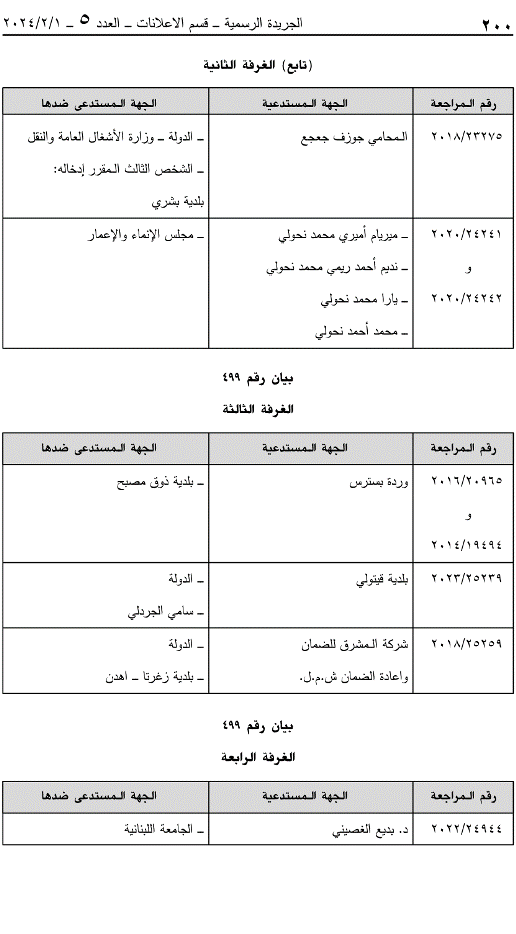 ٢٠٠
الجريدة الرسمية ـ قسم الاعلانات ـ العدد ٥ ـ ٢٠٢٤/٢/١
(تابع) الغرفة الثانية
رقم المراجعة
الجهة المستدعية
الجهة المستدعى ضدها
٢٠١٨/٢٣٢٧٥
المحامي جوزف جعجع
ـ الدولة ـ وزارة الأشغال العامة والنقل
ـ الشخص الثالث المقرر إدخاله:
بلدية بشري
٢٠٢٠/٢٤٢٤١
و
٢٠٢٠/٢٤٢٤٢
ـ ميريام أميري محمد نحولي
ـ نديم أحمد ريمي محمد نحولي
ـ يارا محمد نحولي
ـ محمد أحمد نحولي
ـ مجلس الإنماء والإعمار
بيان رقم ٤٩٩
الغرفة الثالثة
رقم المراجعة
الجهة المستدعية
الجهة المستدعى ضدها
٢٠١٦/٢٠٩٦٥
و
٢٠١٤/١٩٤٩٤
وردة بسترس
ـ بلدية ذوق مصبح
٢٠٢٣/٢٥٢٣٩
بلدية قيتولي
ـ الدولة
ـ سامي الجردلي
٢٠١٨/٢٥٢٥٩
شركة المشرق للضمان
واعادة الضمان ش.م.ل.
ـ الدولة
ـ بلدية زغرتا ـ اهدن
بيان رقم ٤٩٩
الغرفة الرابعة
رقم المراجعة
الجهة المستدعية
الجهة المستدعى ضدها
٢٠٢٢/٢٤٩٤٤
د. بديع الغصيني
ـ الجامعة اللبنانية